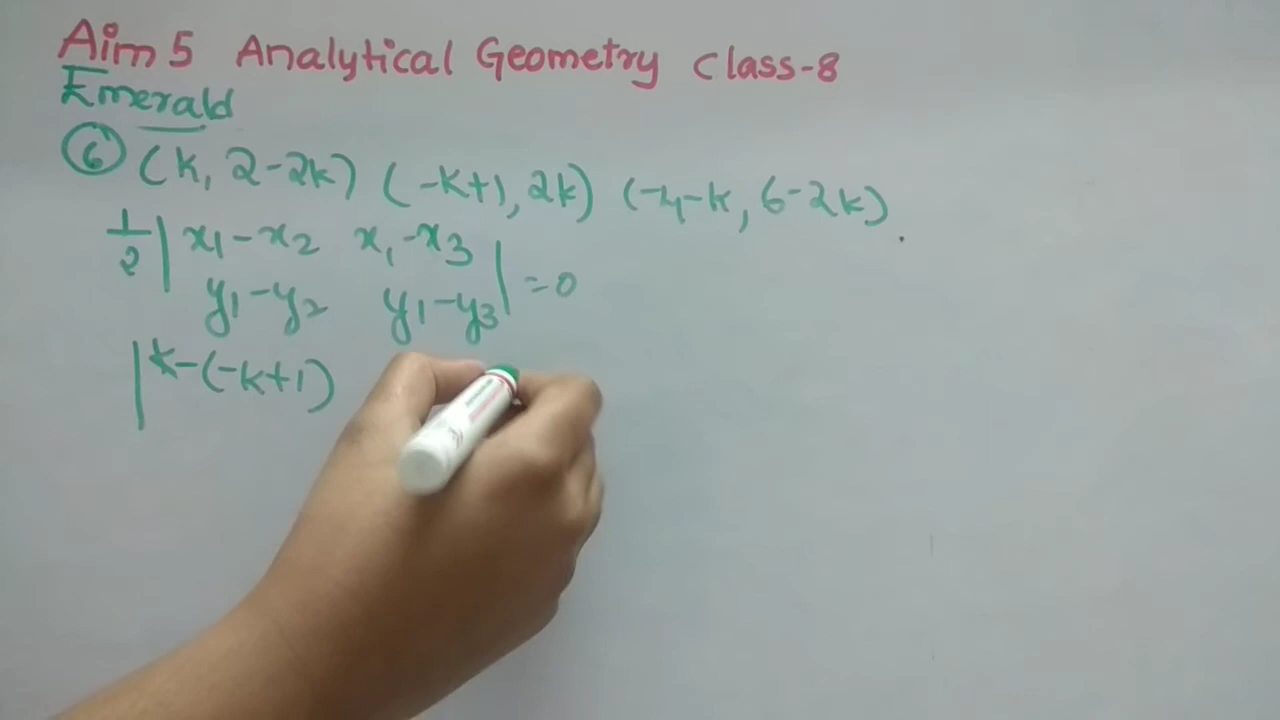 Aim 5 Analytical Geometry Class-8
Emerald
6 (k, 2-2k) (-k+1, 2k) (-4-k, 6-2k)
1/2 | x1-x2 x1-x3
y1-y2 y1-y3 | =0
| k-(-k+1)